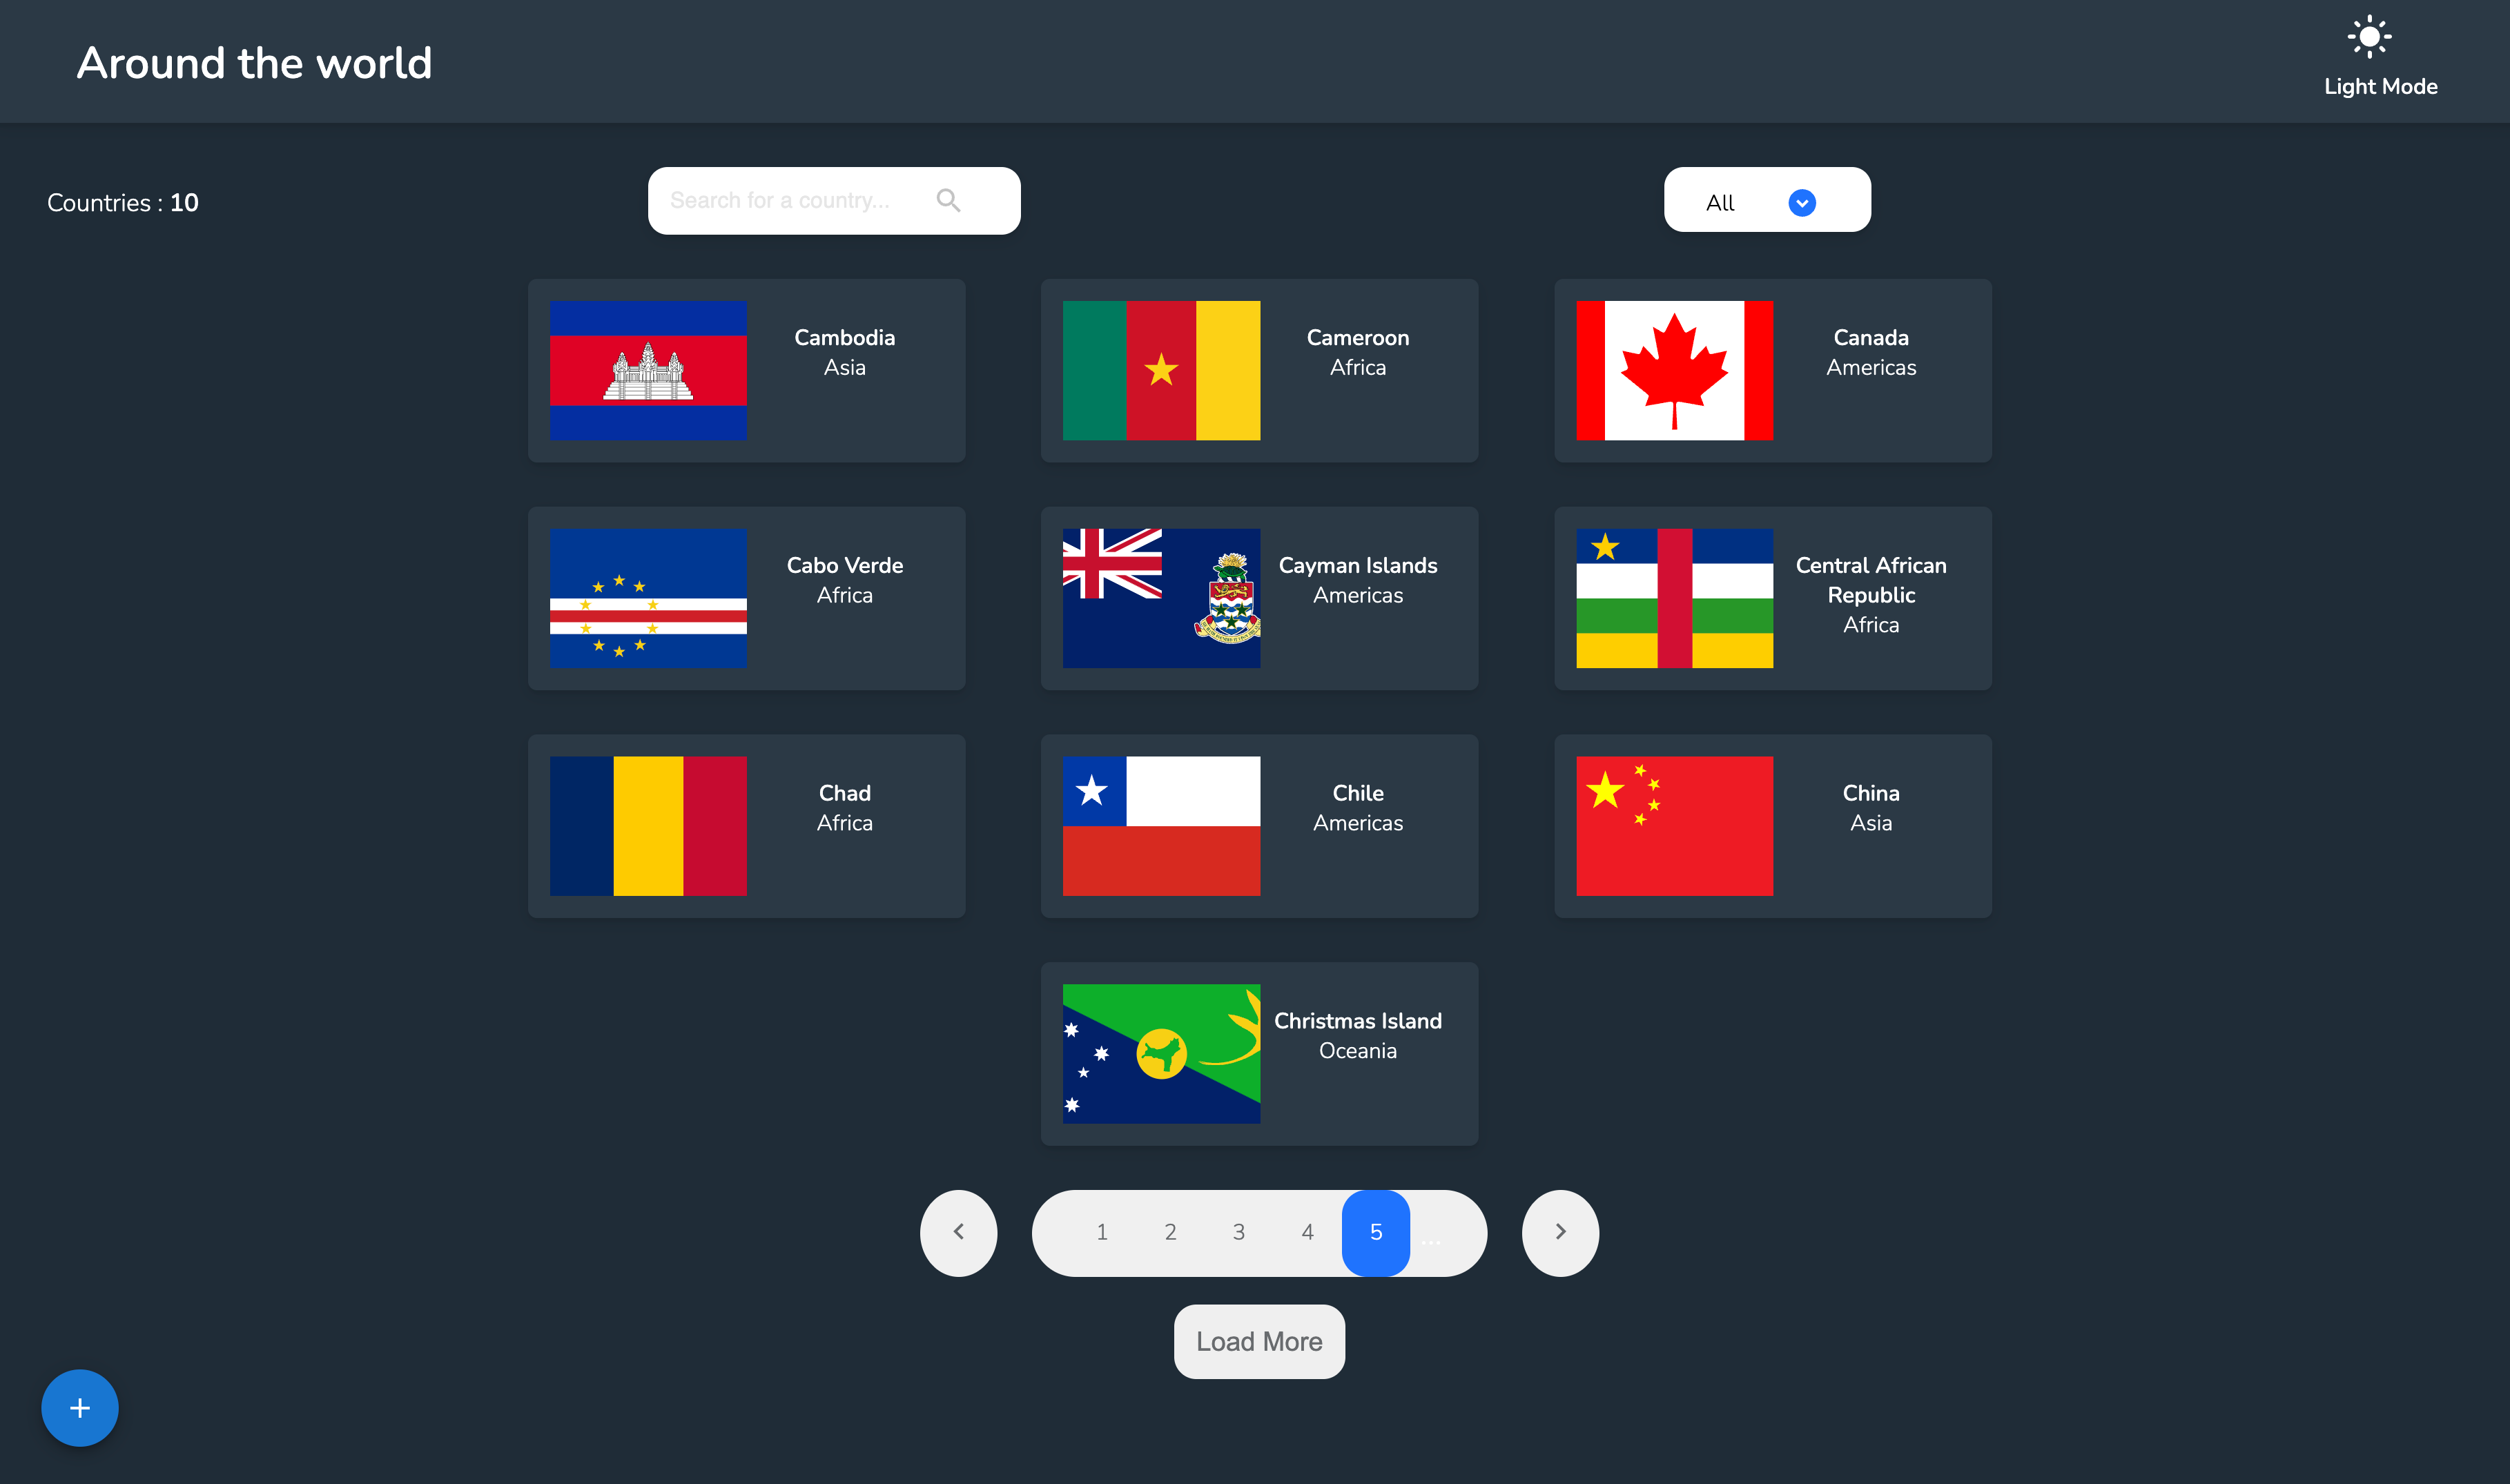 Around the world
Light Mode
Countries : 10
Search for a country...
All
Cambodia
Asia
Cameroon
Africa
Canada
Americas
Cabo Verde
Africa
Cayman Islands
Americas
Central African
Republic
Africa
Chad
Africa
Chile
Americas
China
Asia
Christmas Island
Oceania
1 2 3 4 5 ...
Load More
+